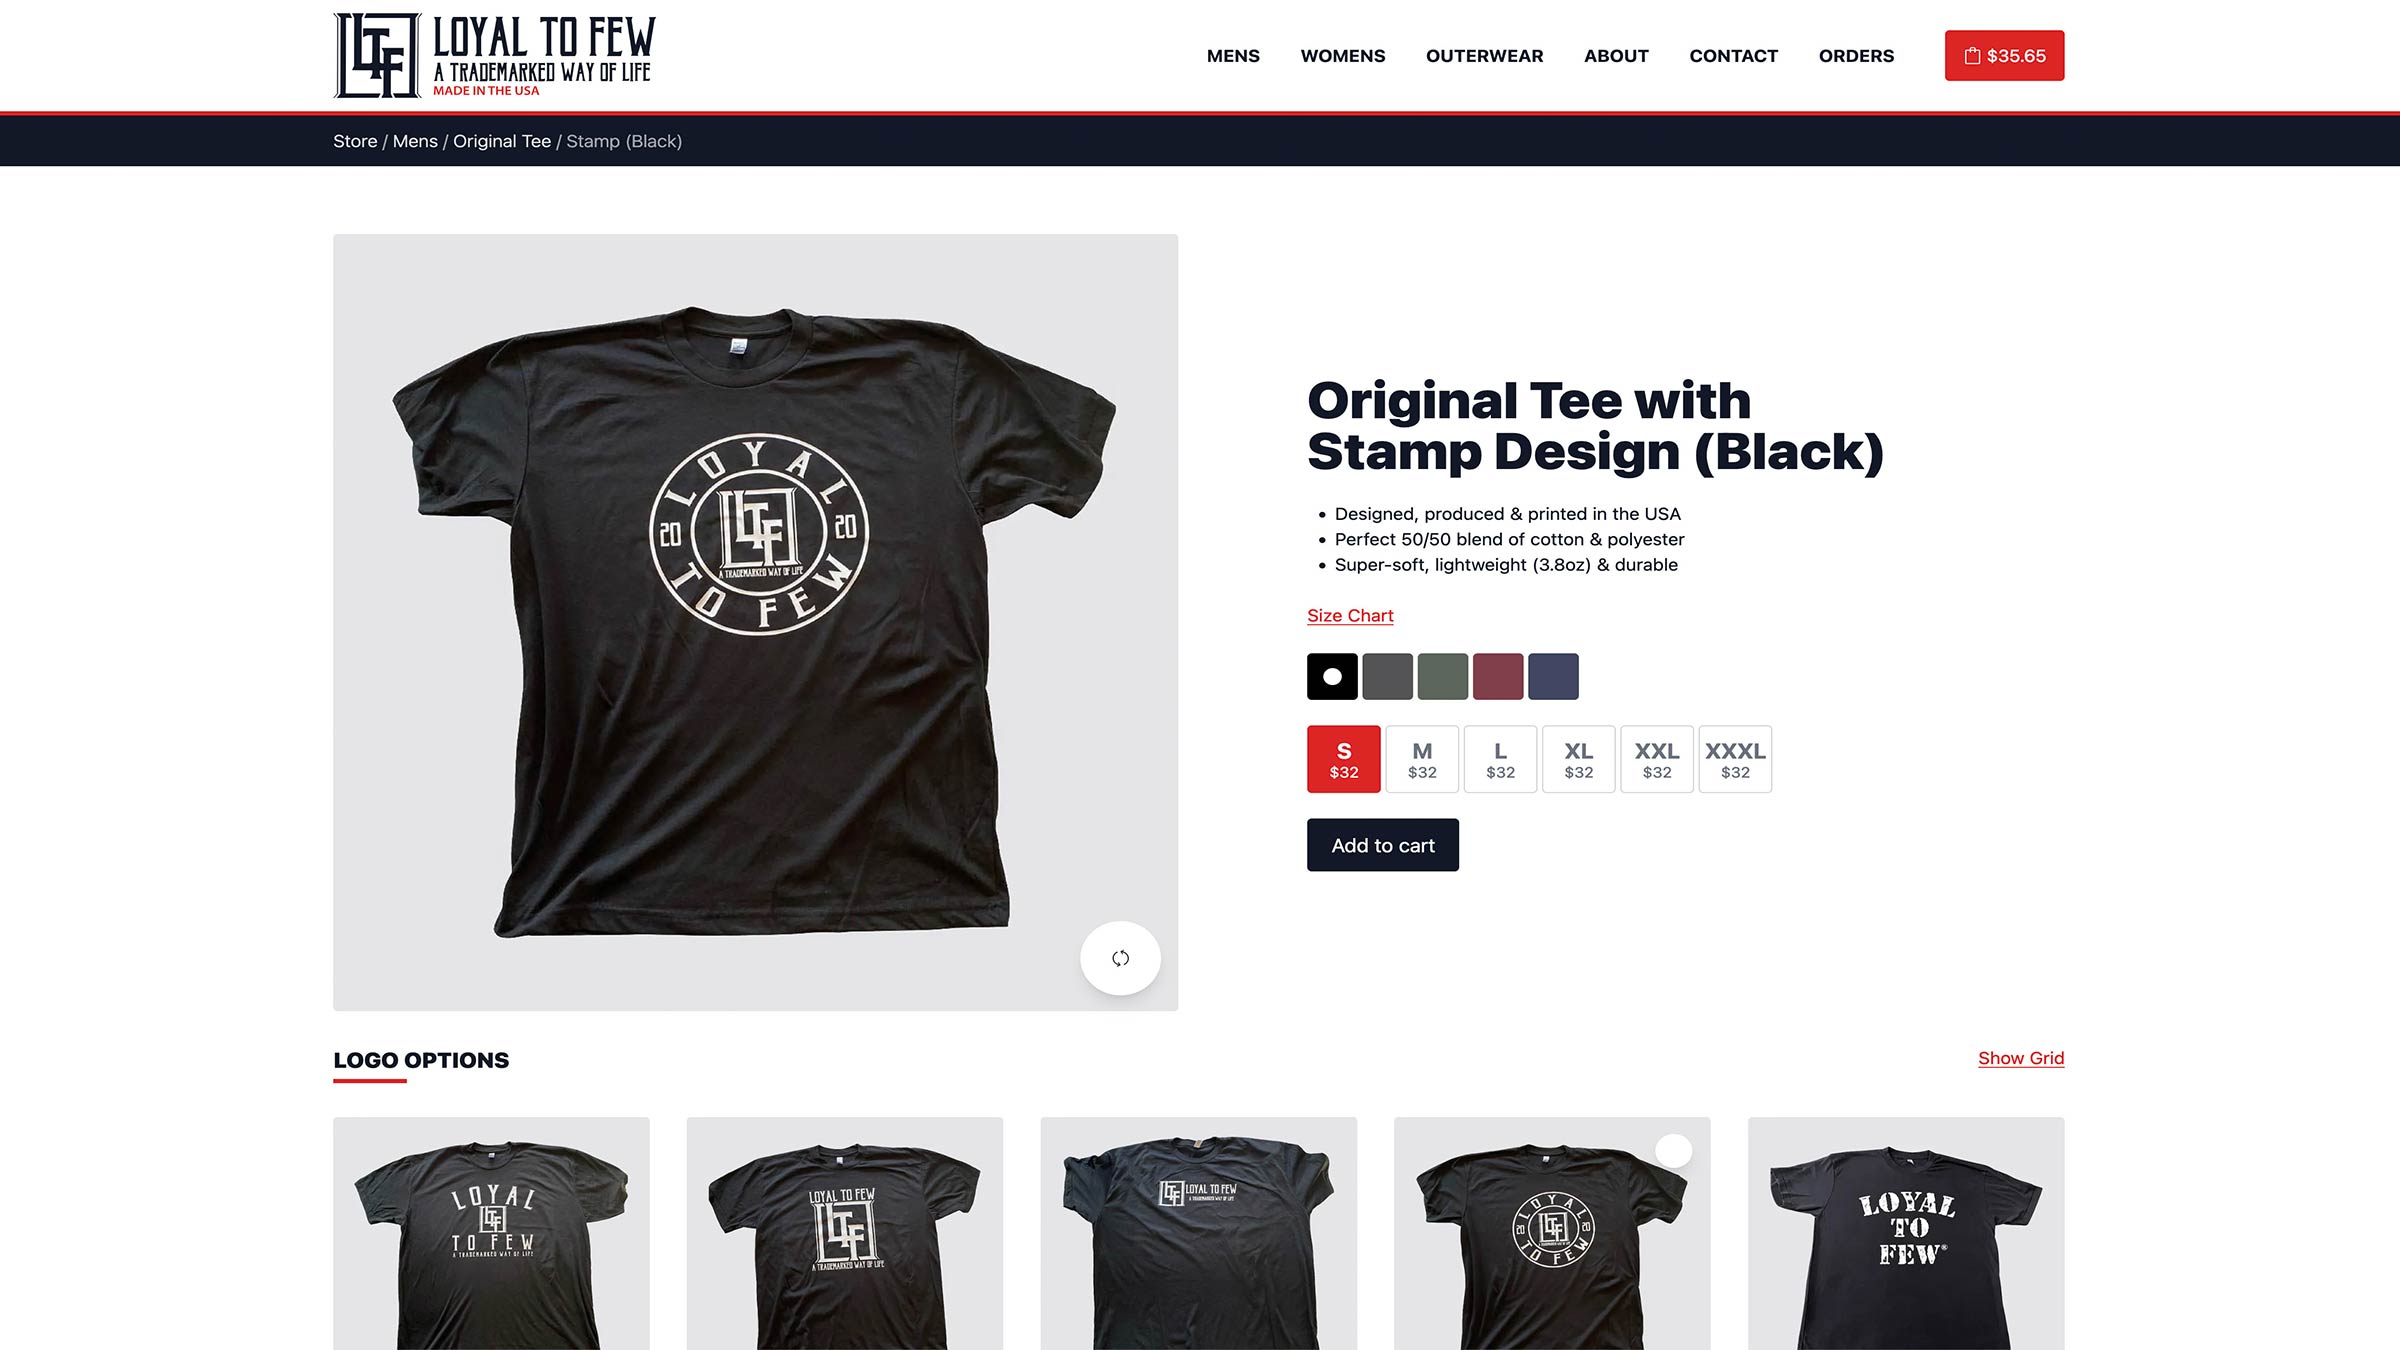 LTF LOYAL TO FEW
A TRADEMARKED WAY OF LIFE
MADE IN THE USA
MENS WOMENS OUTERWEAR ABOUT CONTACT ORDERS $35.65
Store / Mens / Original Tee / Stamp (Black)
LOYAL
20 LTF 20
A TRADEMARKED WAY OF LIFE
TO FEW
Original Tee with
Stamp Design (Black)
• Designed, produced & printed in the USA
• Perfect 50/50 blend of cotton & polyester
• Super-soft, lightweight (3.8oz) & durable
Size Chart
S M L XL XXL XXXL
$32 $32 $32 $32 $32 $32
Add to cart
LOGO OPTIONS
Show Grid
LOYAL
LTF
TO FEW
A TRADEMARKED WAY OF LIFE
LOYAL TO FEW
LTF
A TRADEMARKED WAY OF LIFE
LTF LOYAL TO FEW
A TRADEMARKED WAY OF LIFE
LOYAL
20 LTF 20
TO FEW
LOYAL
TO
FEW®